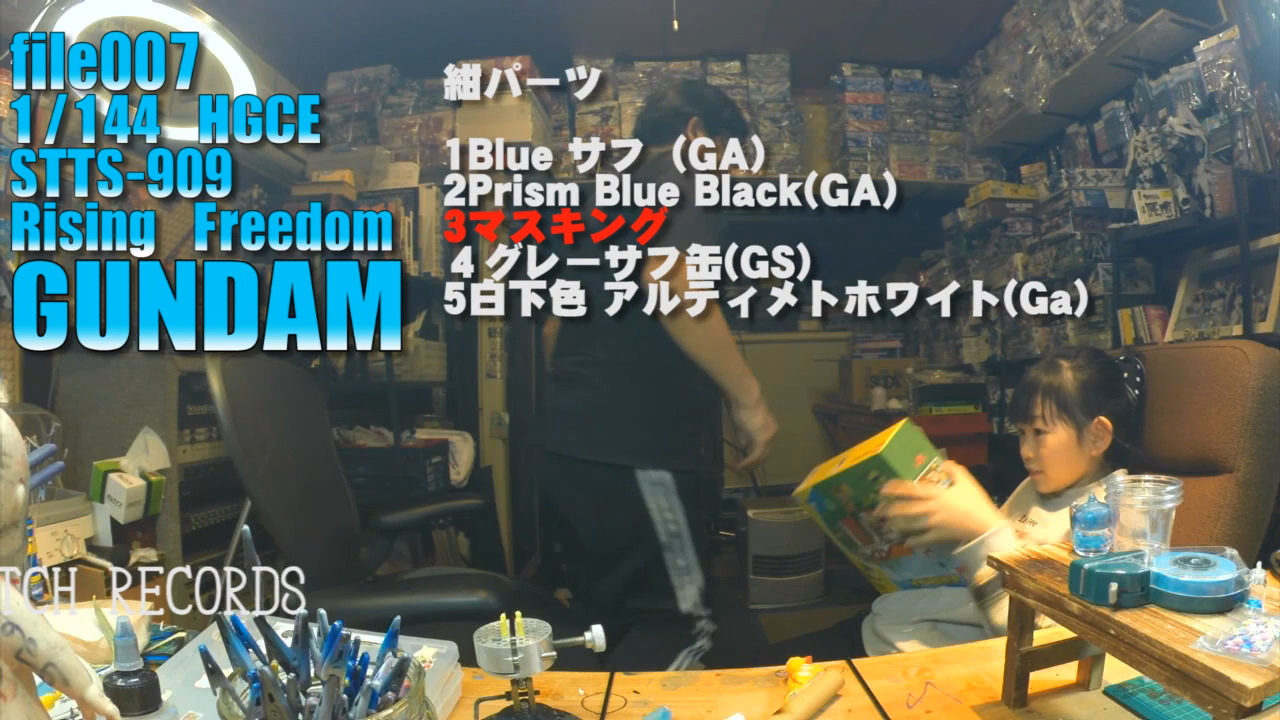 file007
1/144 HGCE
STTS-909
Rising Freedom
GUNDAM
紺パーツ
1Blue サフ (GA)
2Prism Blue Black(GA)
3マスキング
4グレーサフ缶(GS)
5白下色 アルティメトホワイト(Ga)
TCH RECORDS